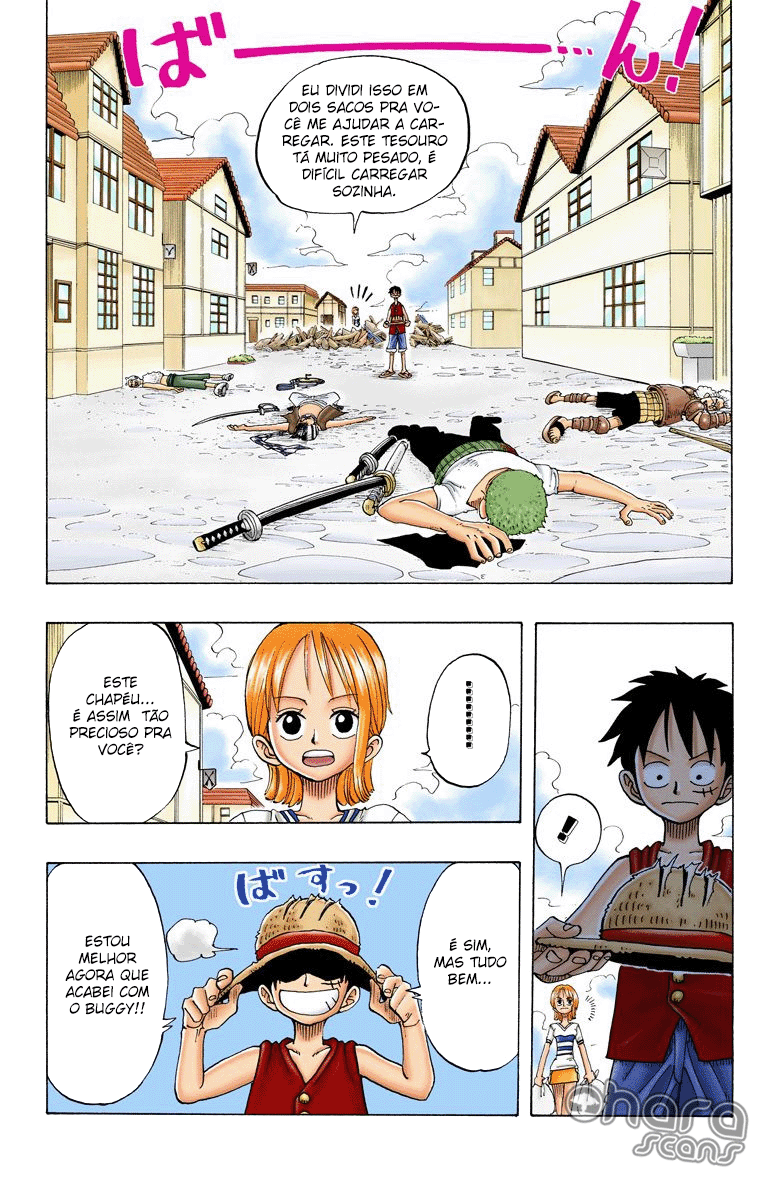 ば ー … ん!
EU DIVIDI ISSO EM
DOIS SACOS PRA VO-
CÊ ME AJUDAR A CAR-
REGAR. ESTE TESOURO
TÁ MUITO PESADO, É
DIFÍCIL CARREGAR
SOZINHA.
!
..........
ESTE
CHAPÉU...
É ASSIM TÃO
PRECIOSO PRA
VOCÊ?
ばすっ!
É SIM,
MAS TUDO
BEM...
ESTOU
MELHOR
AGORA QUE
ACABEI COM
O BUGGY!!
Ohara
scans